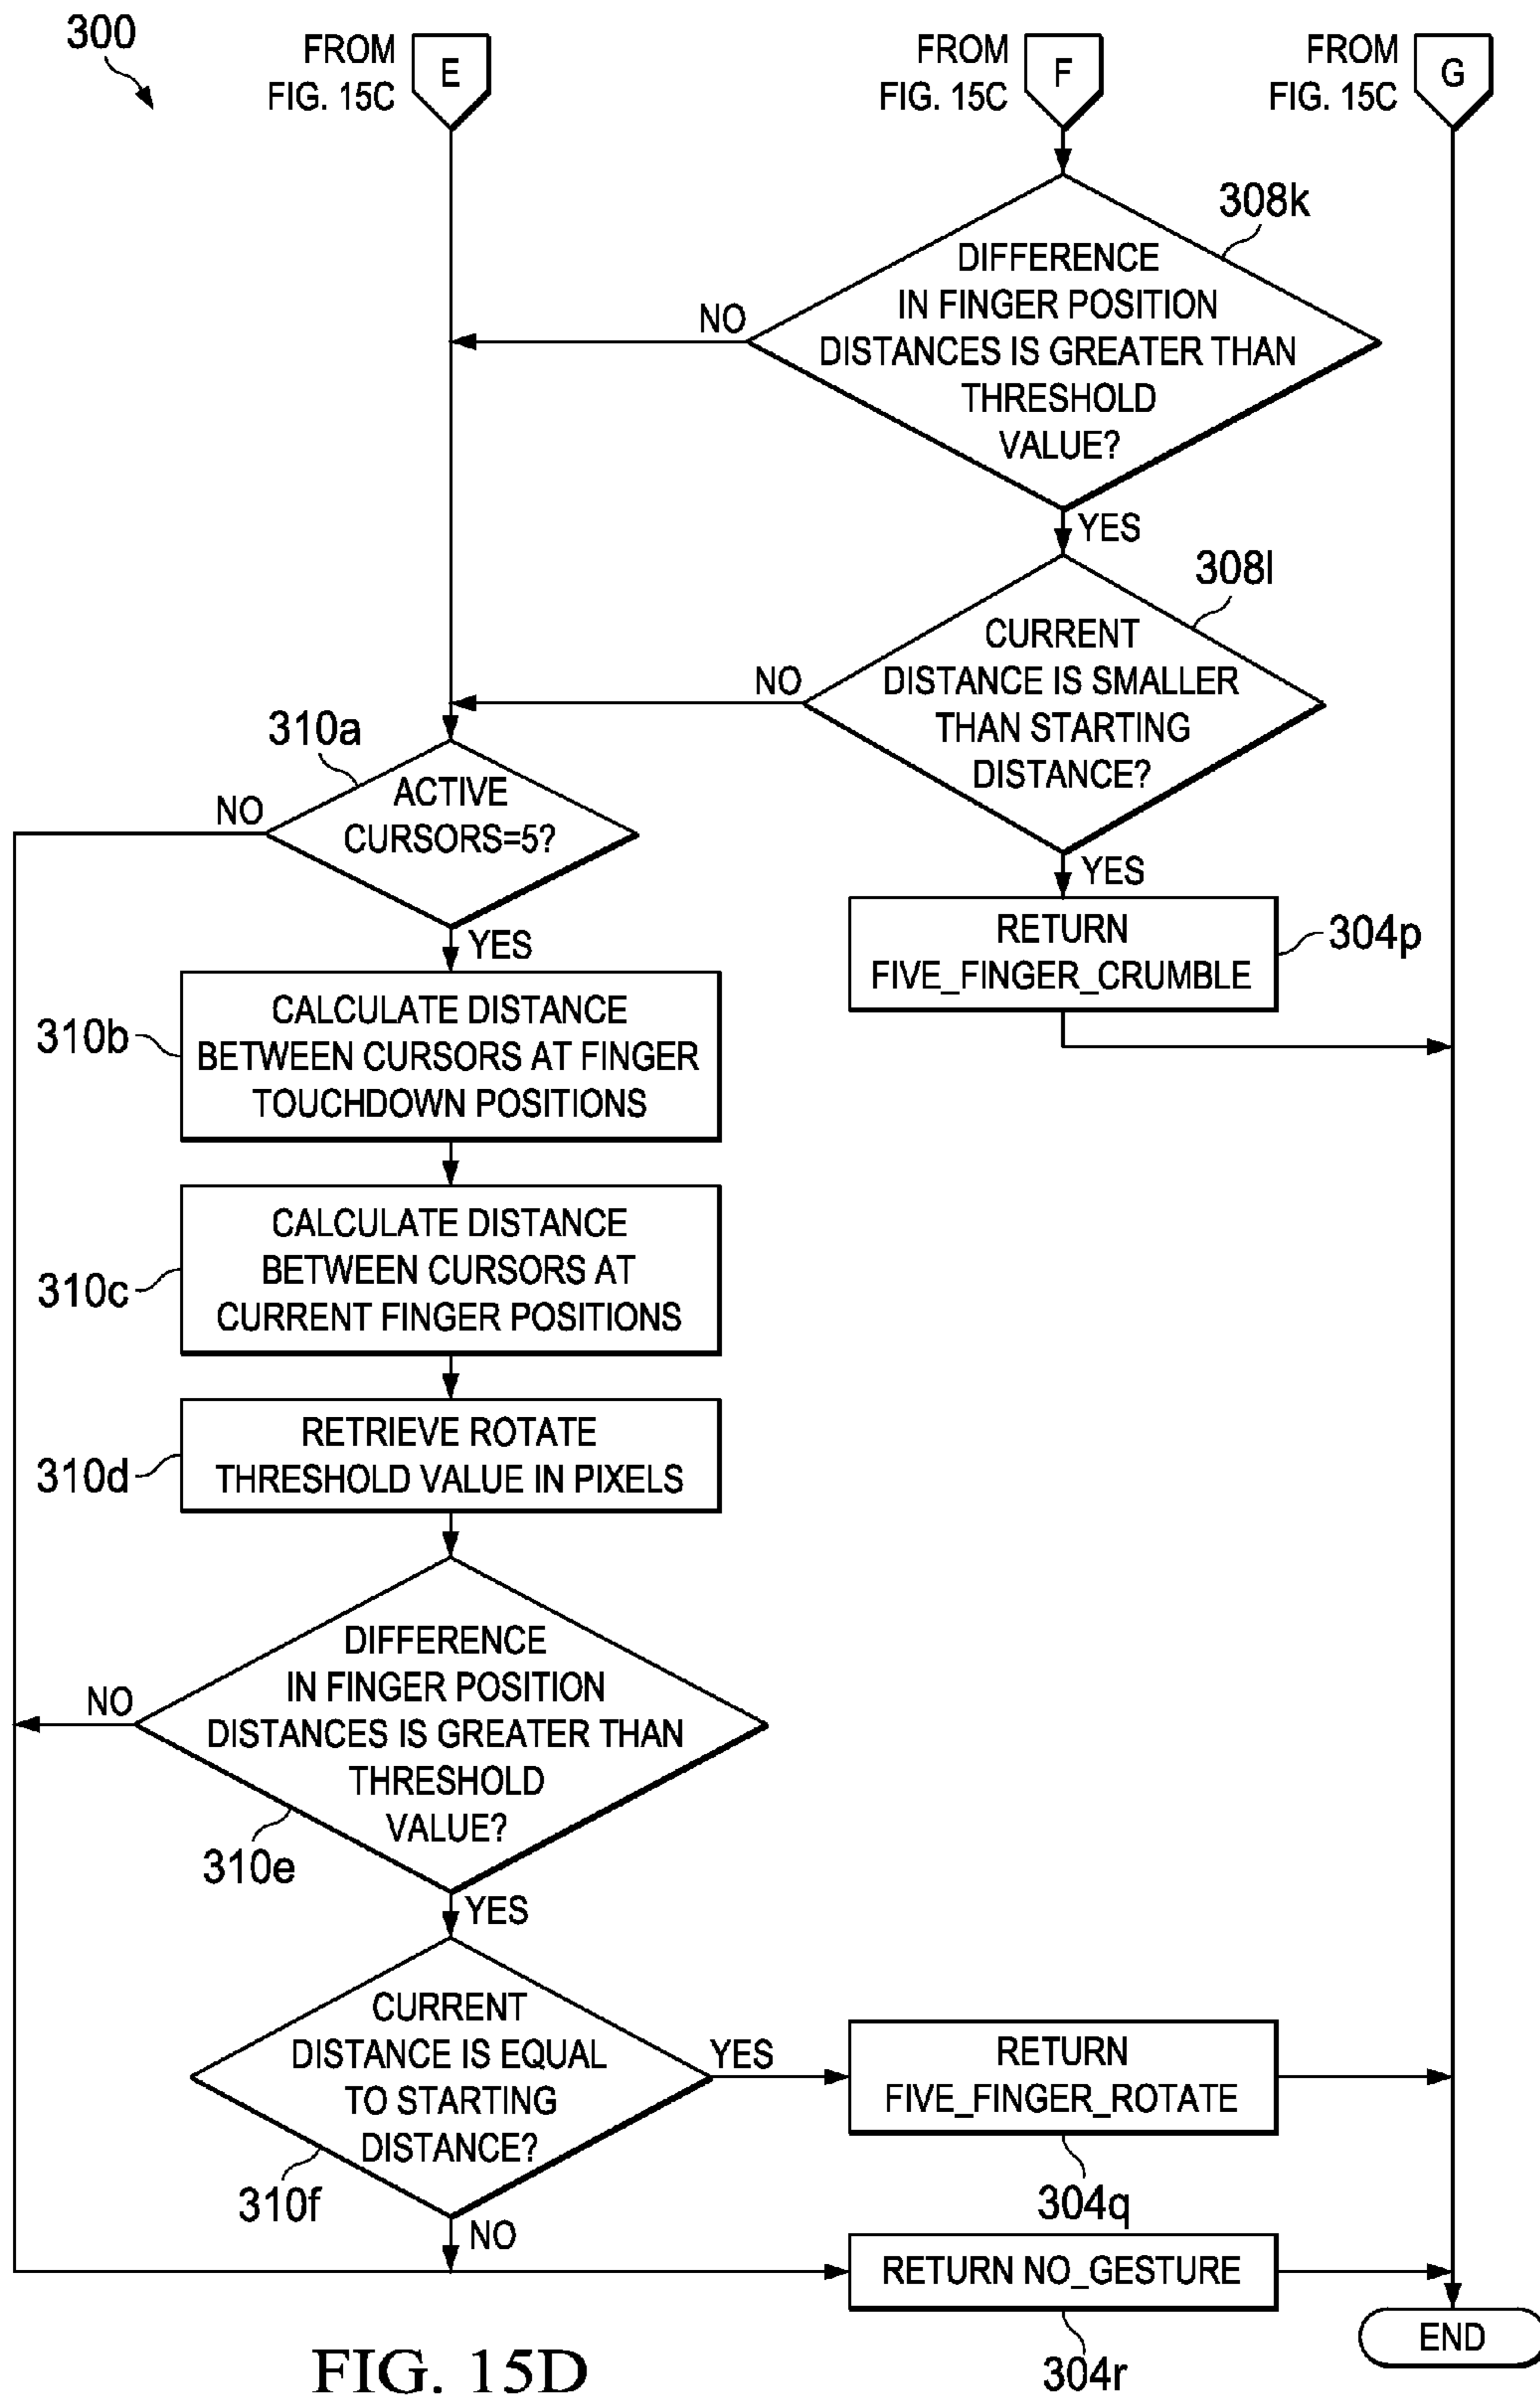 300
FROM
FIG. 15C
E
FROM
FIG. 15C
F
FROM
FIG. 15C
G
308k
DIFFERENCE
IN FINGER POSITION
DISTANCES IS GREATER THAN
THRESHOLD
VALUE?
NO
YES
308l
CURRENT
DISTANCE IS SMALLER
THAN STARTING
DISTANCE?
NO
YES
310a
ACTIVE
CURSORS=5?
NO
YES
RETURN
FIVE_FINGER_CRUMBLE
304p
310b
CALCULATE DISTANCE
BETWEEN CURSORS AT FINGER
TOUCHDOWN POSITIONS
310c
CALCULATE DISTANCE
BETWEEN CURSORS AT
CURRENT FINGER POSITIONS
310d
RETRIEVE ROTATE
THRESHOLD VALUE IN PIXELS
DIFFERENCE
IN FINGER POSITION
DISTANCES IS GREATER THAN
THRESHOLD
VALUE?
NO
310e
YES
CURRENT
DISTANCE IS EQUAL
TO STARTING
DISTANCE?
YES
310f
NO
RETURN
FIVE_FINGER_ROTATE
304q
RETURN NO_GESTURE
304r
END
FIG. 15D